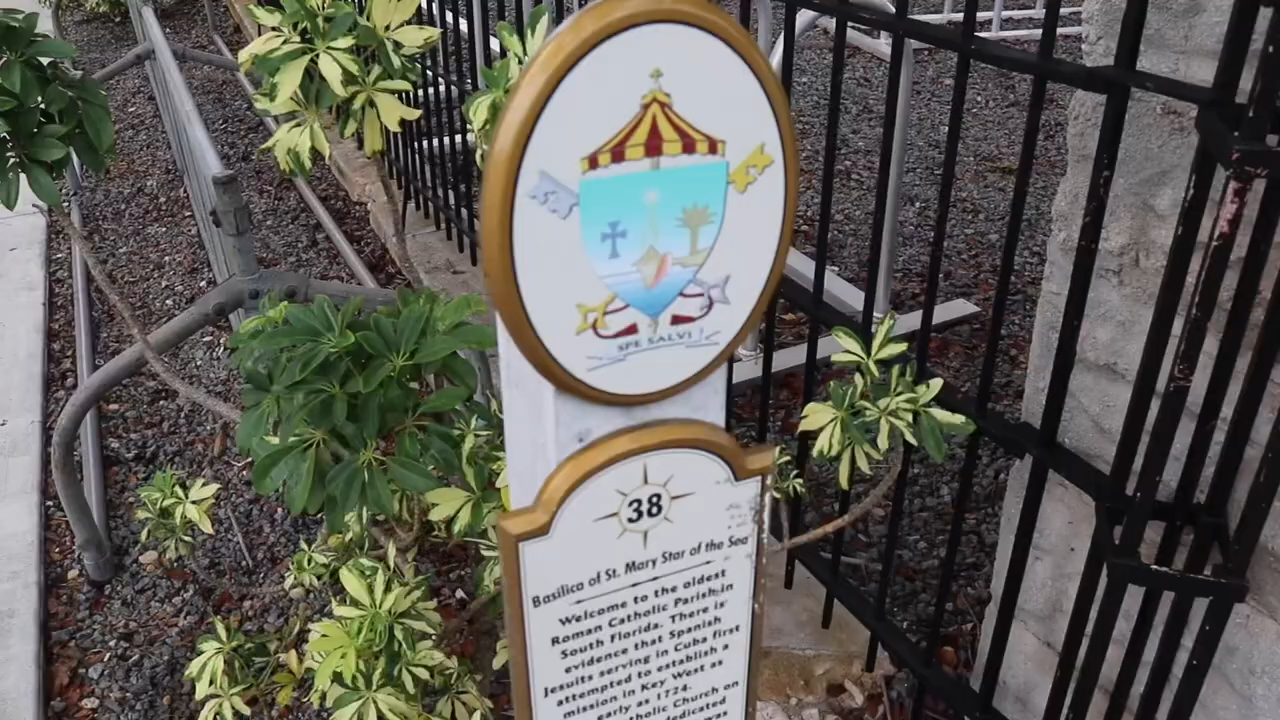 SPE SALVI
38
Basilica of St. Mary Star of the Sea
Welcome to the oldest
Roman Catholic Parish in
South Florida. There is
evidence that Spanish
Jesuits serving in Cuba first
attempted to establish a
mission in Key West as
early as 1724.
Church on
dedicated
was